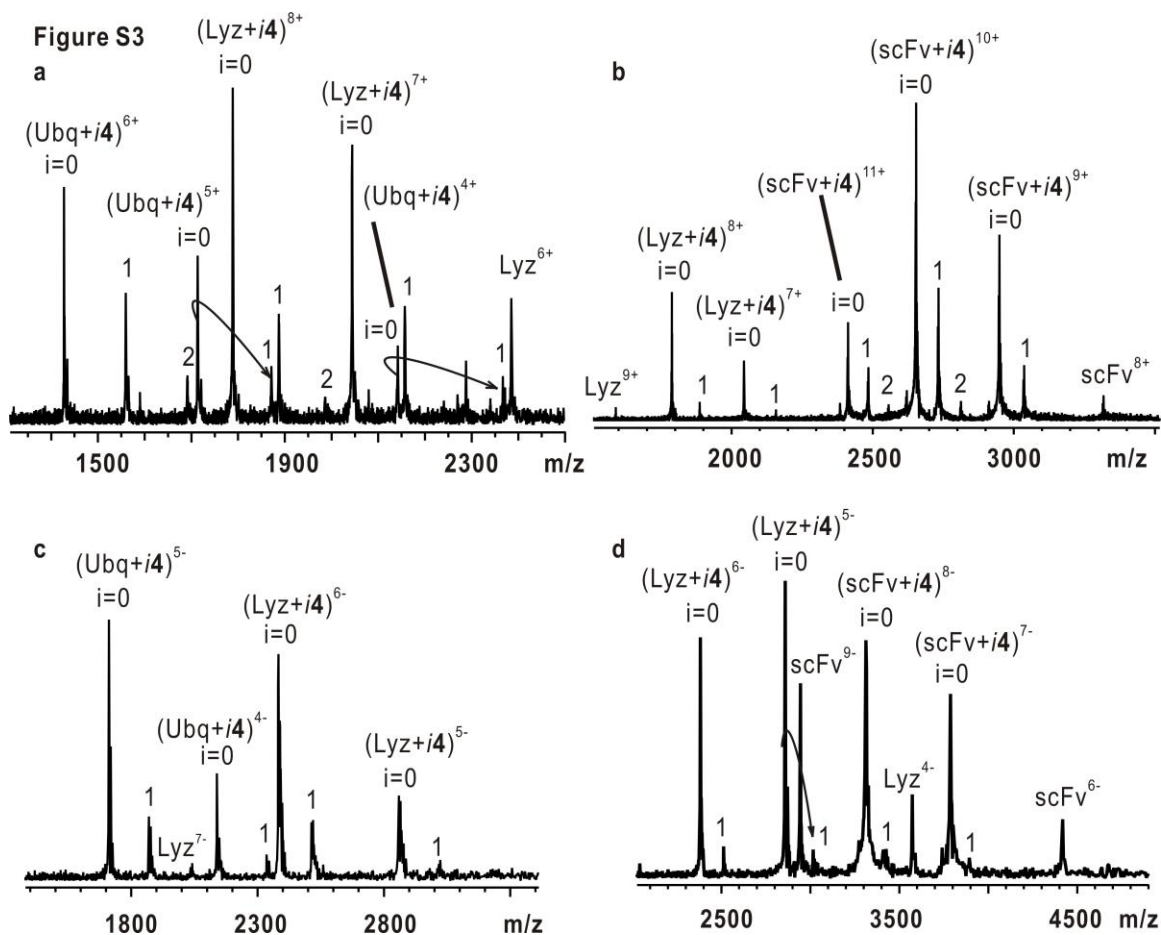 Figure S3
a
(Ubq+i4)6+
i=0
1
2
(Ubq+i4)5+
i=0
(Lyz+i4)8+
i=0
1
1
2
(Lyz+i4)7+
i=0
(Ubq+i4)4+
i=0
1
1
Lyz6+
1500
1900
2300
m/z
b
Lyz9+
(Lyz+i4)8+
i=0
1
(Lyz+i4)7+
i=0
1
(scFv+i4)11+
i=0
1
2
(scFv+i4)10+
i=0
1
2
(scFv+i4)9+
i=0
1
scFv8+
2000
2500
3000
m/z
c
(Ubq+i4)5-
i=0
1
Lyz7-
(Ubq+i4)4-
i=0
1
(Lyz+i4)6-
i=0
1
(Lyz+i4)5-
i=0
1
1800
2300
2800
m/z
d
(Lyz+i4)6-
i=0
1
(Lyz+i4)5-
i=0
scFv9-
1
(scFv+i4)8-
i=0
1
Lyz4-
(scFv+i4)7-
i=0
1
scFv6-
2500
3500
4500
m/z